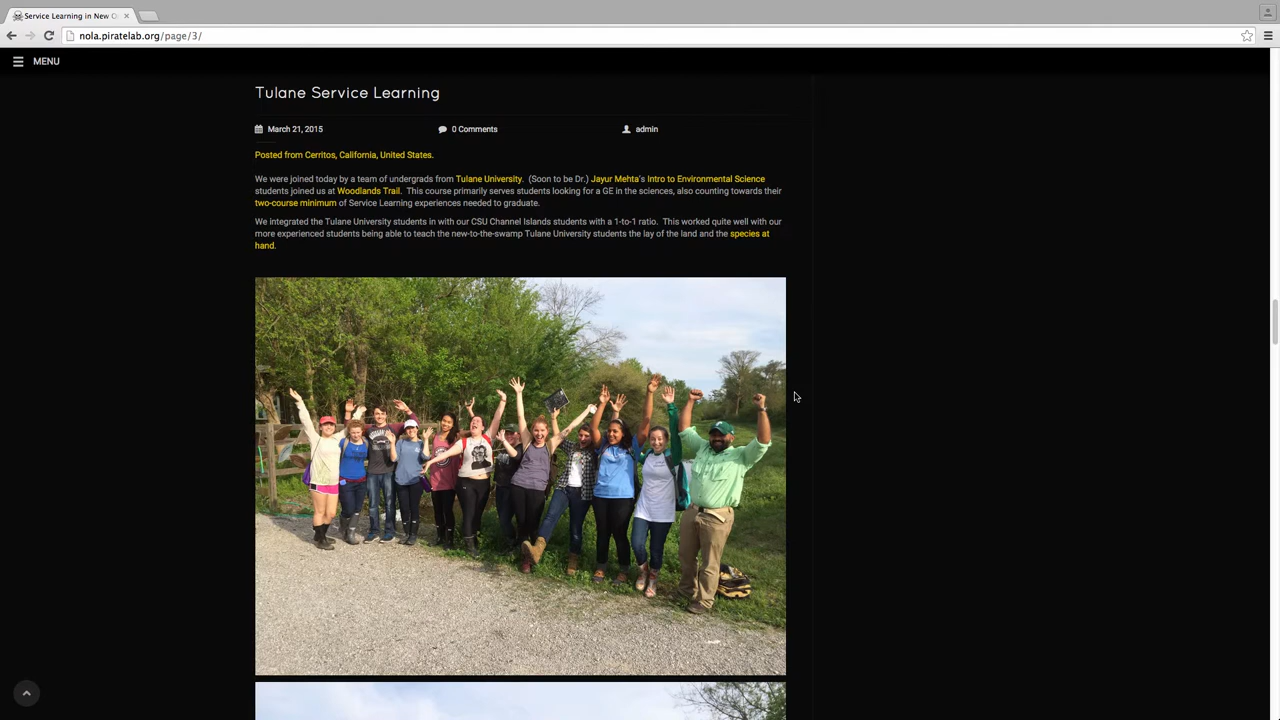 Service Learning in New O
nola.piratelab.org/page/3/
MENU
Tulane Service Learning
March 21, 2015
0 Comments
admin
Posted from Cerritos, California, United States.
We were joined today by a team of undergrads from Tulane University. (Soon to be Dr.) Jayur Mehta's Intro to Environmental Science
students joined us at Woodlands Trail. This course primarily serves students looking for a GE in the sciences, also counting towards their
two-course minimum of Service Learning experiences needed to graduate.
We integrated the Tulane University students in with our CSU Channel Islands students with a 1-to-1 ratio. This worked quite well with our
more experienced students being able to teach the new-to-the-swamp Tulane University students the lay of the land and the species at
hand.